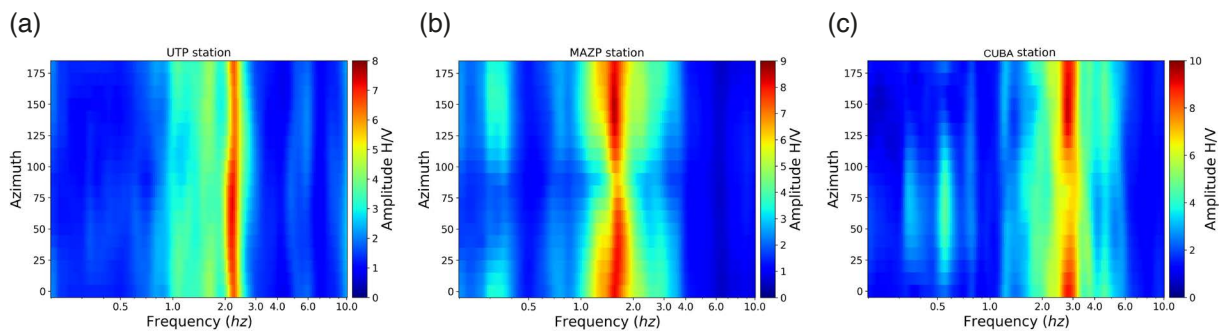 (a)
UTP station
175
150
125
100
75
50
25
0
Azimuth
0.5 1.0 2.0 3.0 4.0 6.0 10.0
Frequency (hz)
8
7
6
5
4
3
2
1
0
Amplitude H/V
(b)
MAZP station
175
150
125
100
75
50
25
0
Azimuth
0.5 1.0 2.0 3.0 4.0 6.0 10.0
Frequency (hz)
9
8
7
6
5
4
3
2
1
0
Amplitude H/V
(c)
CUBA station
175
150
125
100
75
50
25
0
Azimuth
0.5 1.0 2.0 3.0 4.0 6.0 10.0
Frequency (hz)
10
8
6
4
2
0
Amplitude H/V